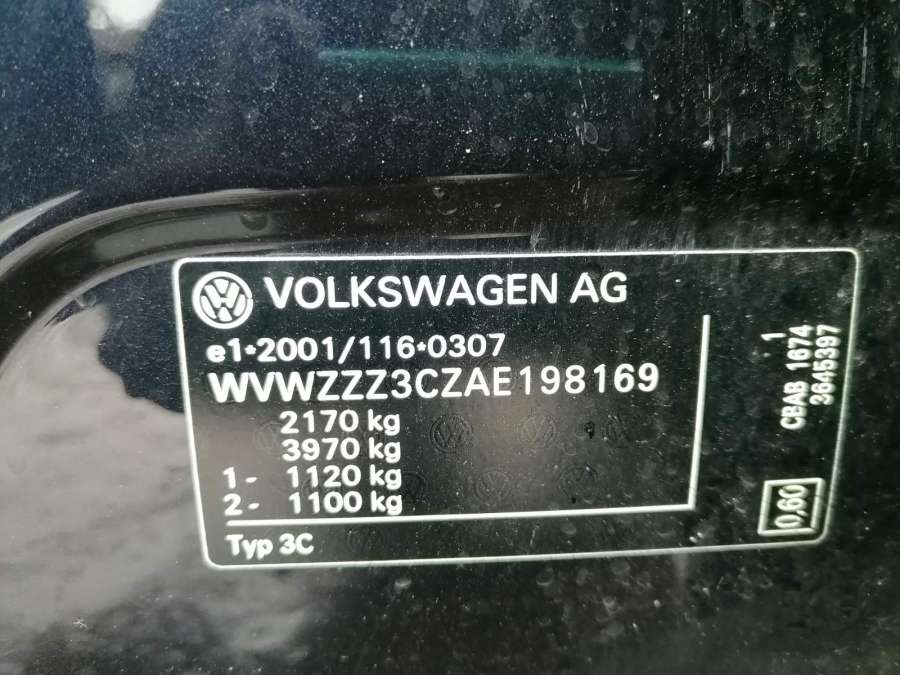 VOLKSWAGEN AG
e1*2001/116*0307
WVWZZZ3CZAE198169
2170 kg
3970 kg
1- 1120 kg
2- 1100 kg
Typ 3C
1
CBAB 1674
3645397
0,60